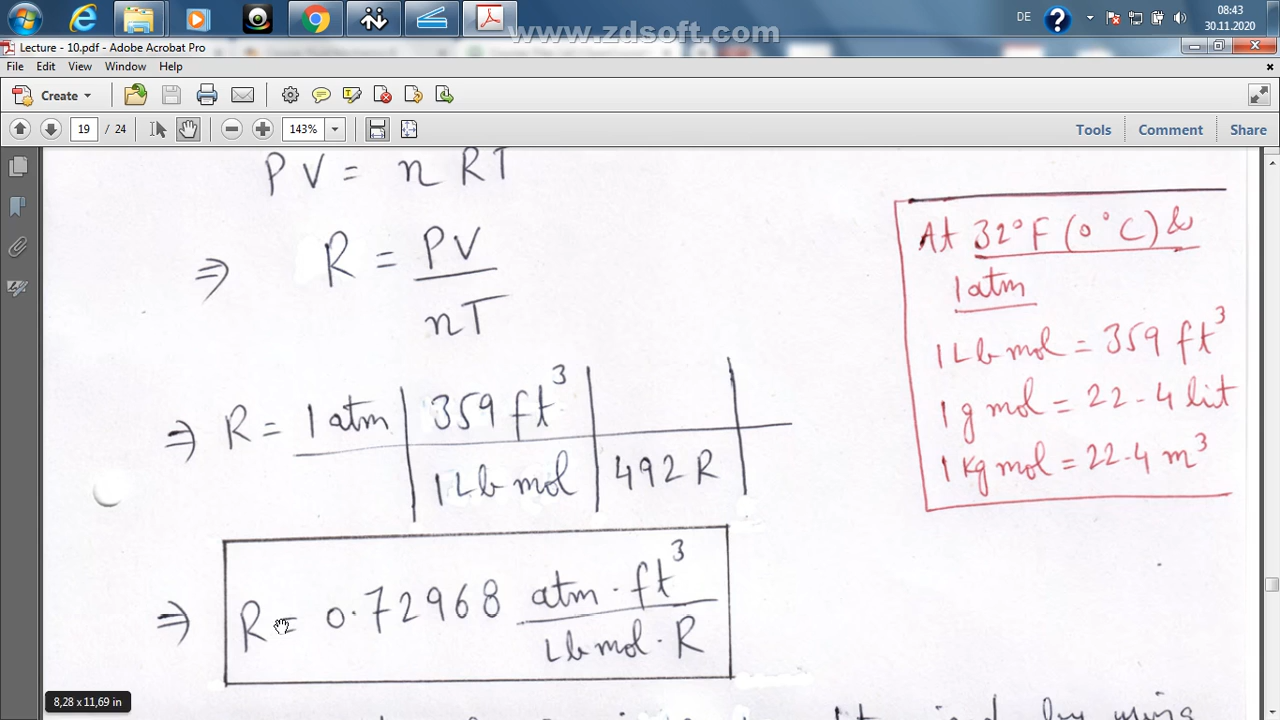 DE
08:43
30.11.2020
www.zdsoft.com
Lecture - 10.pdf - Adobe Acrobat Pro
File Edit View Window Help
Create
19 / 24
143%
Tools Comment Share
PV = nRT
⇒ R = PV
nT
⇒ R = 1 atm | 359 ft³ |
| 1 Lb mol | 492 R |
⇒ R = 0.72968 atm · ft³
Lb mol · R
At 32°F (0°C) &
1 atm
1 Lb mol = 359 ft³
1 g mol = 22.4 lit
1 Kg mol = 22.4 m³
8,28 x 11,69 in
by using